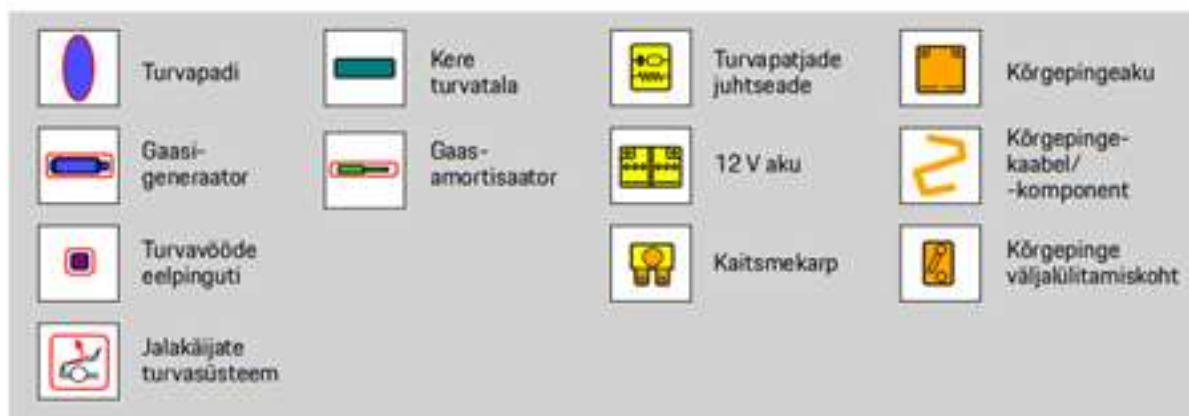 Turvapadi
Gaasi-
generaator
Turvavööde
eelpinguti
Jalakäijate
turvasüsteem
Kere
turvatala
Gaas-
amortisaator
Turvapatjade
juhtseade
12 V aku
Kaitsmekarp
Kõrgepingeaku
Kõrgepinge-
kaabel/
-komponent
Kõrgepinge
väljalülitamiskoht